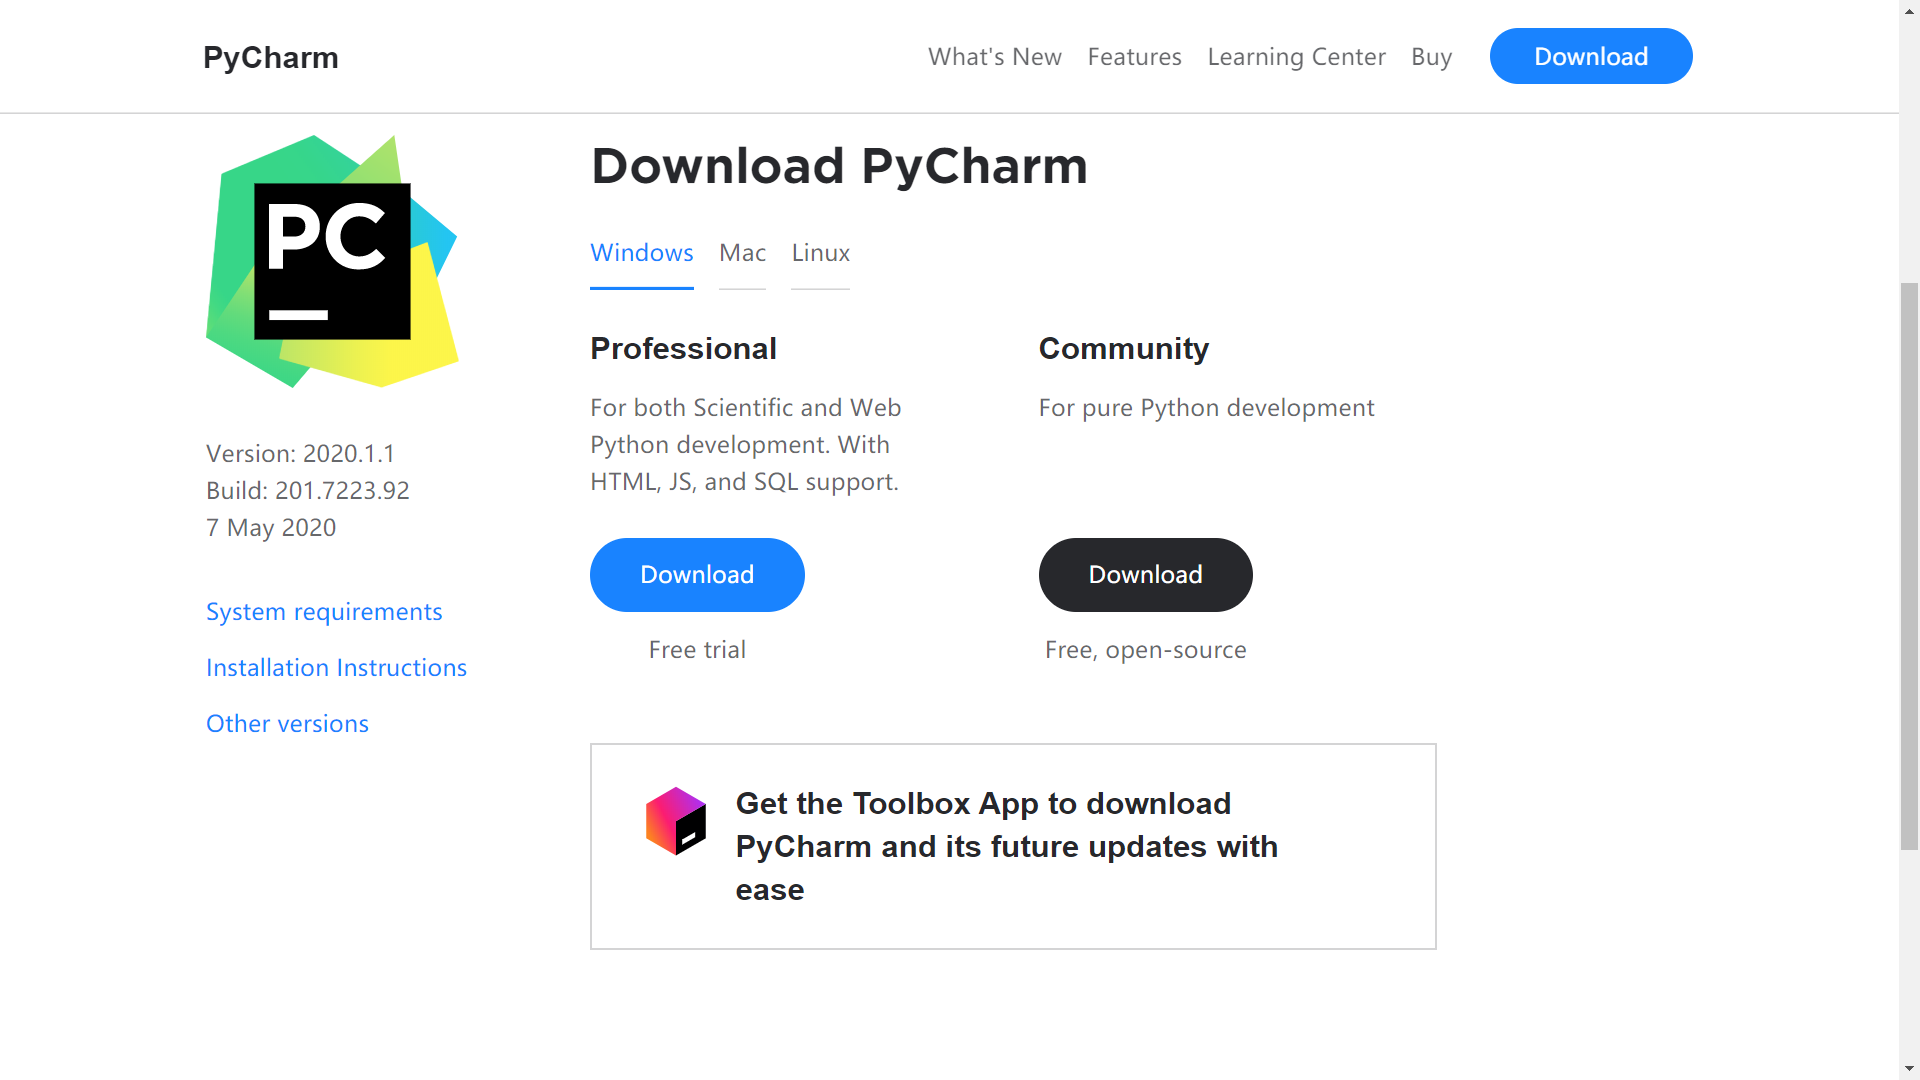 PyCharm
What's New Features Learning Center Buy Download
PC
Version: 2020.1.1
Build: 201.7223.92
7 May 2020
System requirements
Installation Instructions
Other versions
Download PyCharm
Windows Mac Linux
Professional
For both Scientific and Web
Python development. With
HTML, JS, and SQL support.
Download
Free trial
Community
For pure Python development
Download
Free, open-source
Get the Toolbox App to download
PyCharm and its future updates with
ease